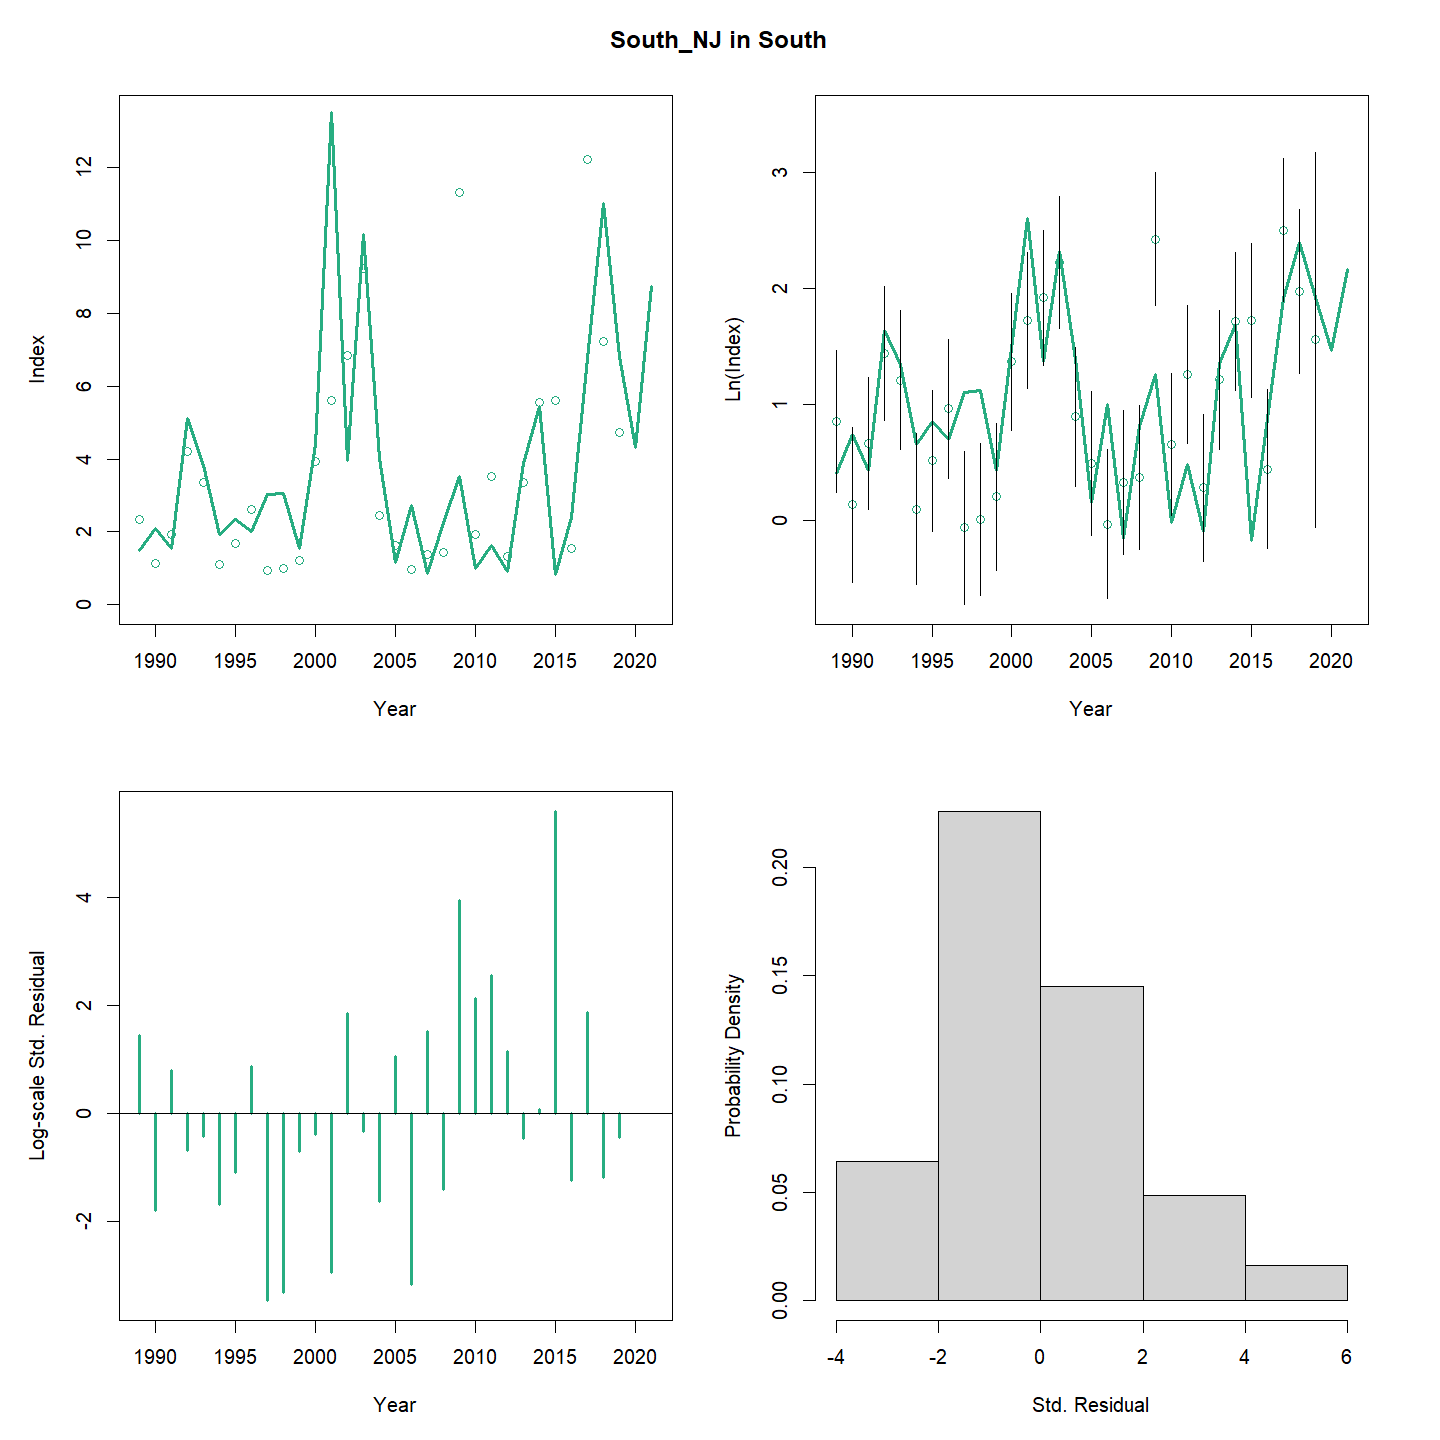 South_NJ in South
Index
12
10
8
6
4
2
0
1990 1995 2000 2005 2010 2015 2020
Year
Ln(Index)
3
2
1
0
1990 1995 2000 2005 2010 2015 2020
Year
Log-scale Std. Residual
4
2
0
-2
1990 1995 2000 2005 2010 2015 2020
Year
Probability Density
0.20
0.15
0.10
0.05
0.00
-4 -2 0 2 4 6
Std. Residual